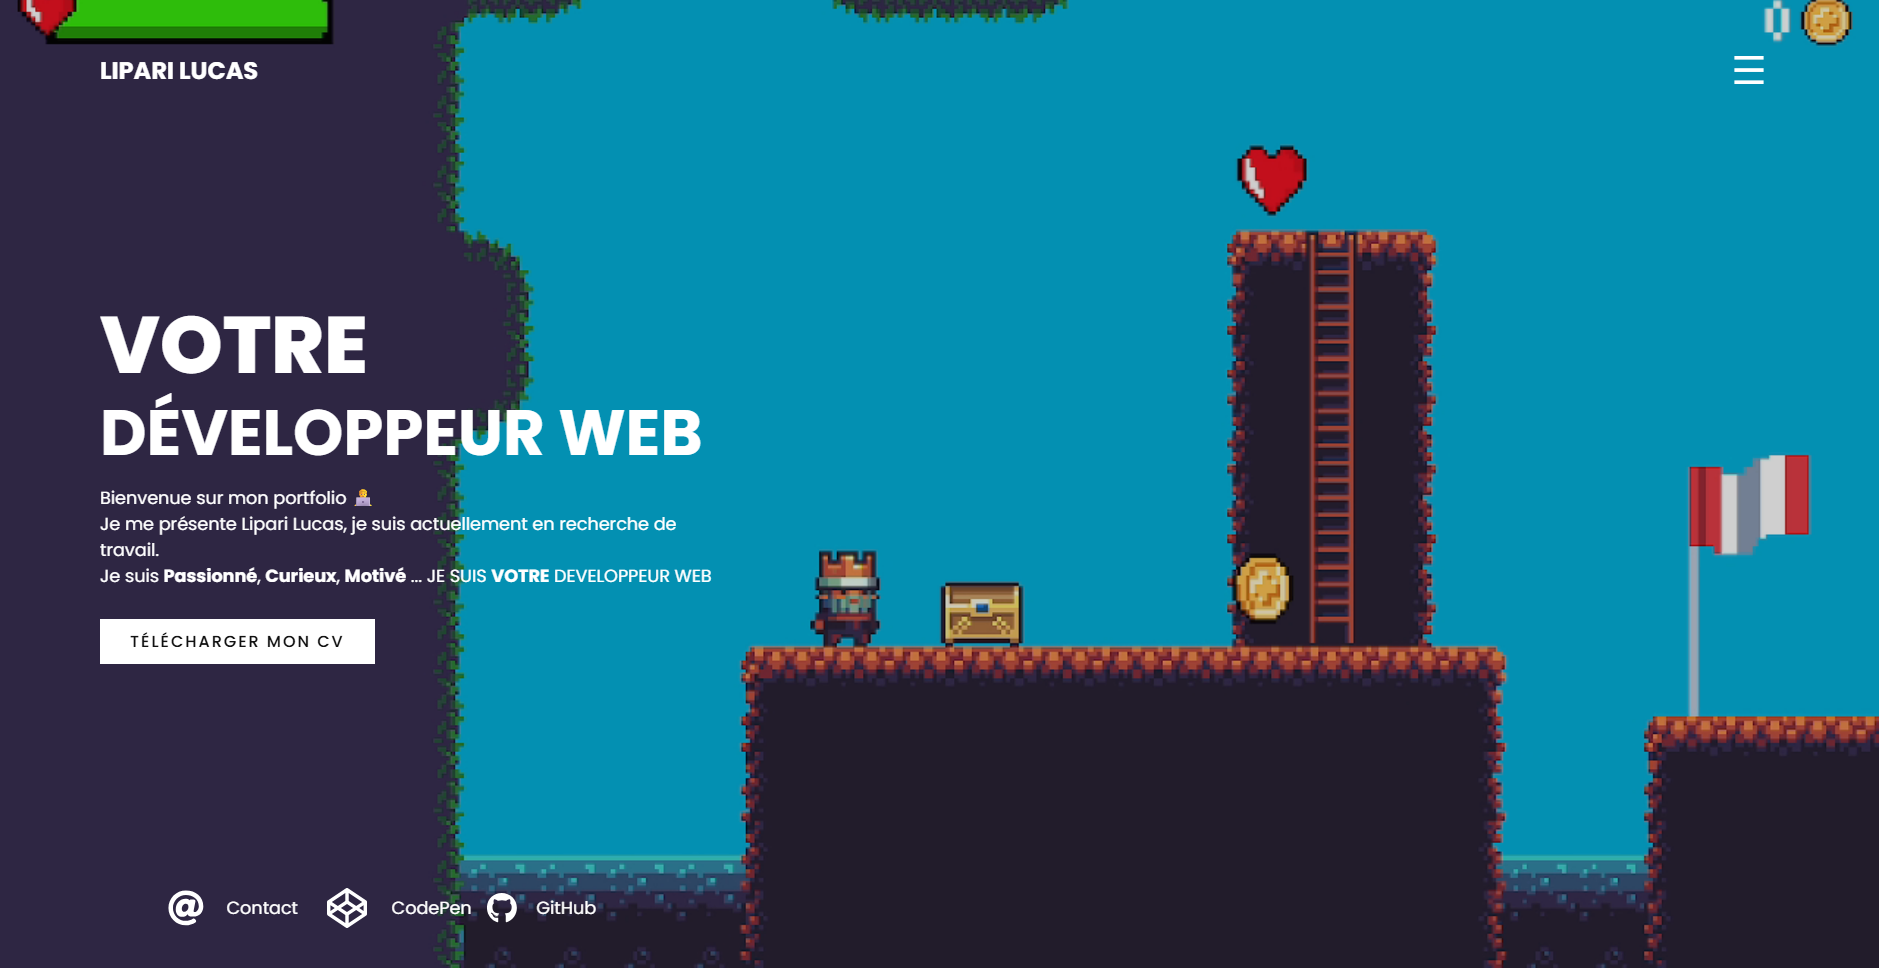 0
LIPARI LUCAS
VOTRE
DÉVELOPPEUR WEB
Bienvenue sur mon portfolio 👩‍💻
Je me présente Lipari Lucas, je suis actuellement en recherche de
travail.
Je suis Passionné, Curieux, Motivé ... JE SUIS VOTRE DEVELOPPEUR WEB
TÉLÉCHARGER MON CV
Contact
CodePen
GitHub